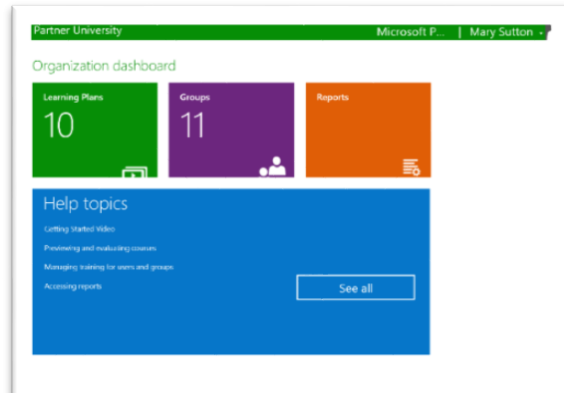 Partner University Microsoft P... | Mary Sutton
Organization dashboard
Learning Plans Groups Reports
10 11
Help topics
Getting Started Video
Previewing and evaluating courses
Managing training for users and groups
Accessing reports
See all